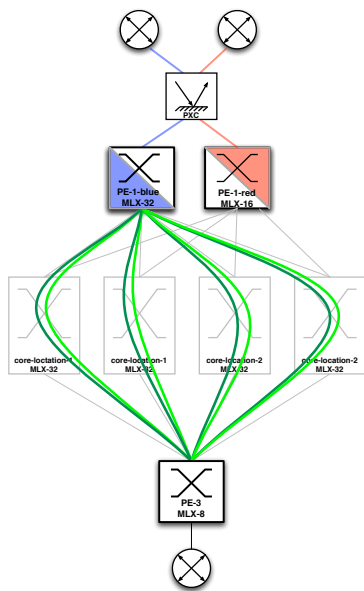 PXC
PE-1-blue
MLX-32
PE-1-red
MLX-16
core-loctation-1
MLX-32
core-location-1
MLX-32
core-location-2
MLX-32
core-location-2
MLX-32
PE-3
MLX-8